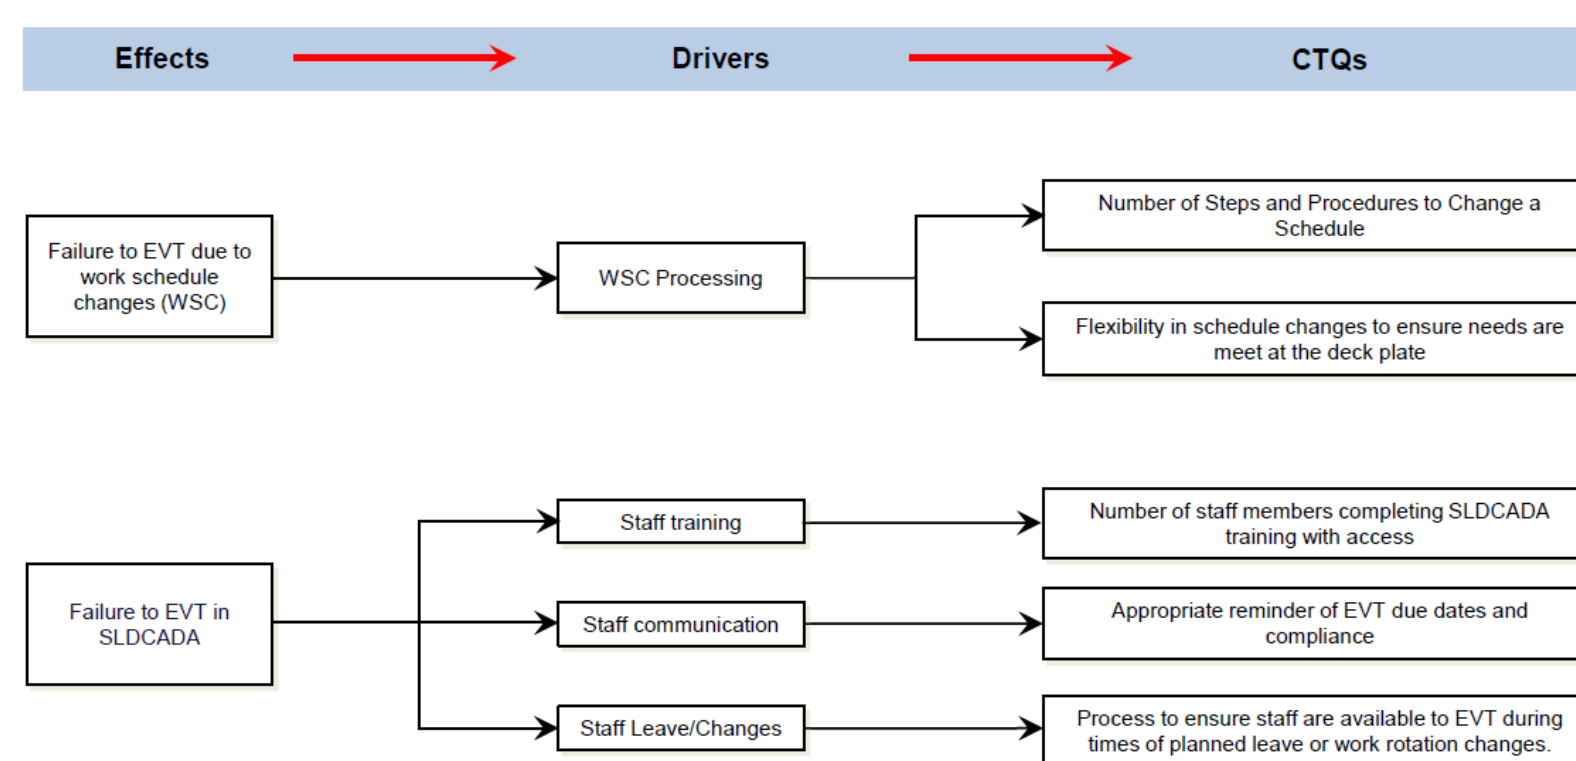 Effects
Drivers
CTQs
Failure to EVT due to
work schedule
changes (WSC)
WSC Processing
Number of Steps and Procedures to Change a
Schedule
Flexibility in schedule changes to ensure needs are
meet at the deck plate
Failure to EVT in
SLDCADA
Staff training
Number of staff members completing SLDCADA
training with access
Staff communication
Appropriate reminder of EVT due dates and
compliance
Staff Leave/Changes
Process to ensure staff are available to EVT during
times of planned leave or work rotation changes.